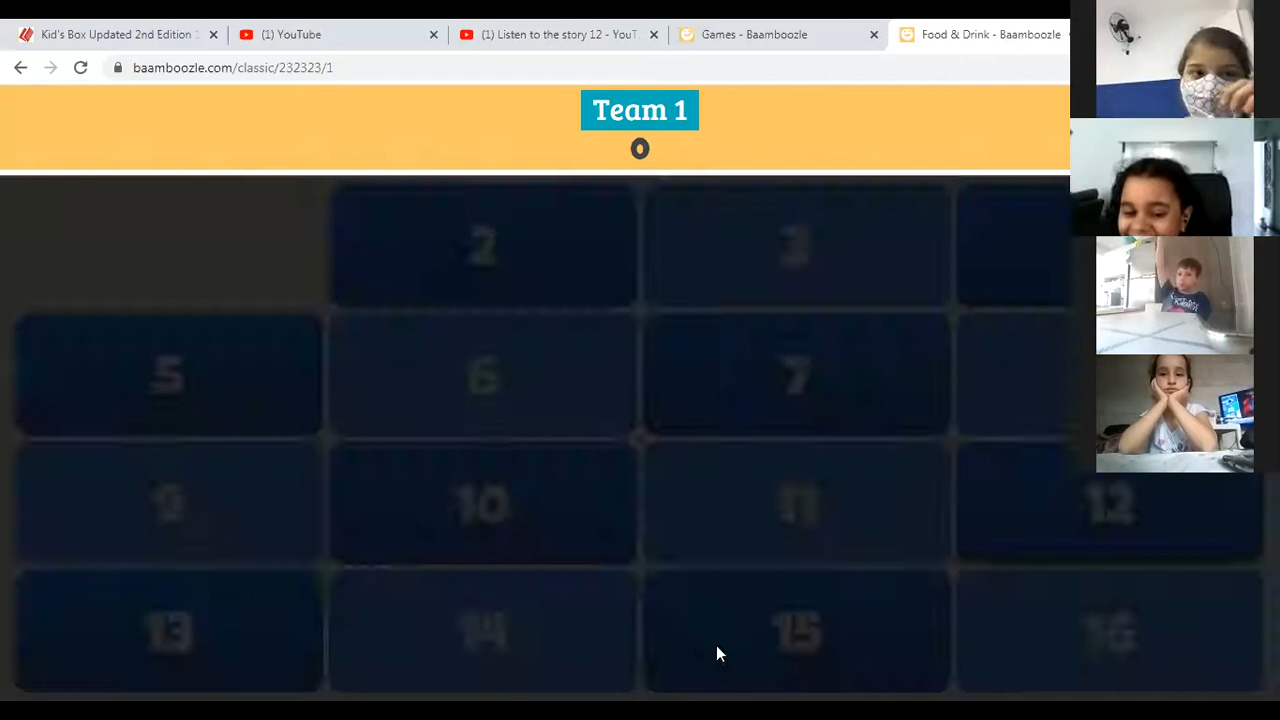 Kid's Box Updated 2nd Edition
(1) YouTube
(1) Listen to the story 12 - YouT
Games - Baamboozle
Food & Drink - Baamboozle
baamboozle.com/classic/232323/1
Team 1
0
2
3
5
6
7
9
10
11
12
13
14
15
16